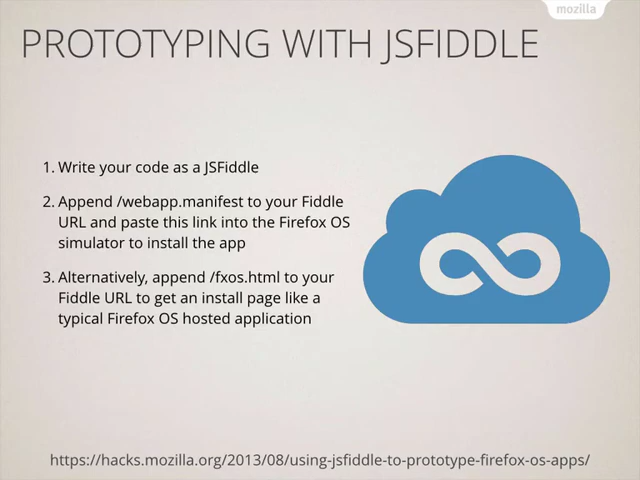 mozilla
PROTOTYPING WITH JSFIDDLE
1. Write your code as a JSFiddle
2. Append /webapp.manifest to your Fiddle
URL and paste this link into the Firefox OS
simulator to install the app
3. Alternatively, append /fxos.html to your
Fiddle URL to get an install page like a
typical Firefox OS hosted application
https://hacks.mozilla.org/2013/08/using-jsfiddle-to-prototype-firefox-os-apps/